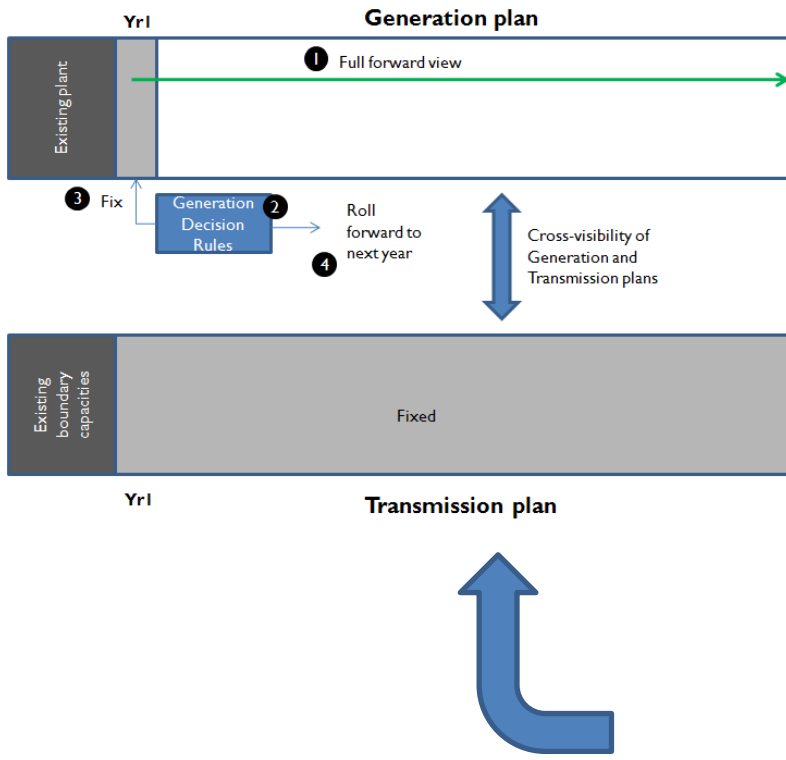 Yr1
Generation plan
Existing plant
1 Full forward view
3 Fix
Generation 2
Decision
Rules
4
Roll
forward to
next year
Cross-visibility of
Generation and
Transmission plans
Existing
boundary
capacities
Fixed
Yr1
Transmission plan